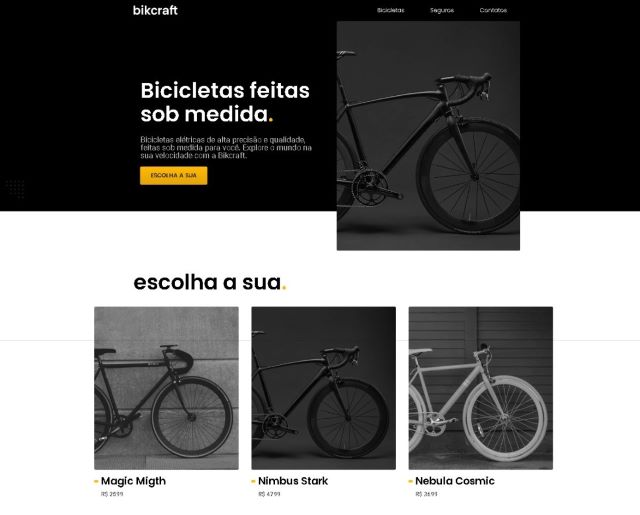 bikcraft
Bicicletas
Seguros
Contatos
Bicicletas feitas
sob medida.
Bicicletas elétricas de alta precisão e qualidade,
feitas sob medida para você. Explore o mundo na
sua velocidade com a Bikcraft.
ESCOLHA A SUA
escolha a sua.
Magic Migth
R$ 2599
Nimbus Stark
R$ 4799
Nebula Cosmic
R$ 3699